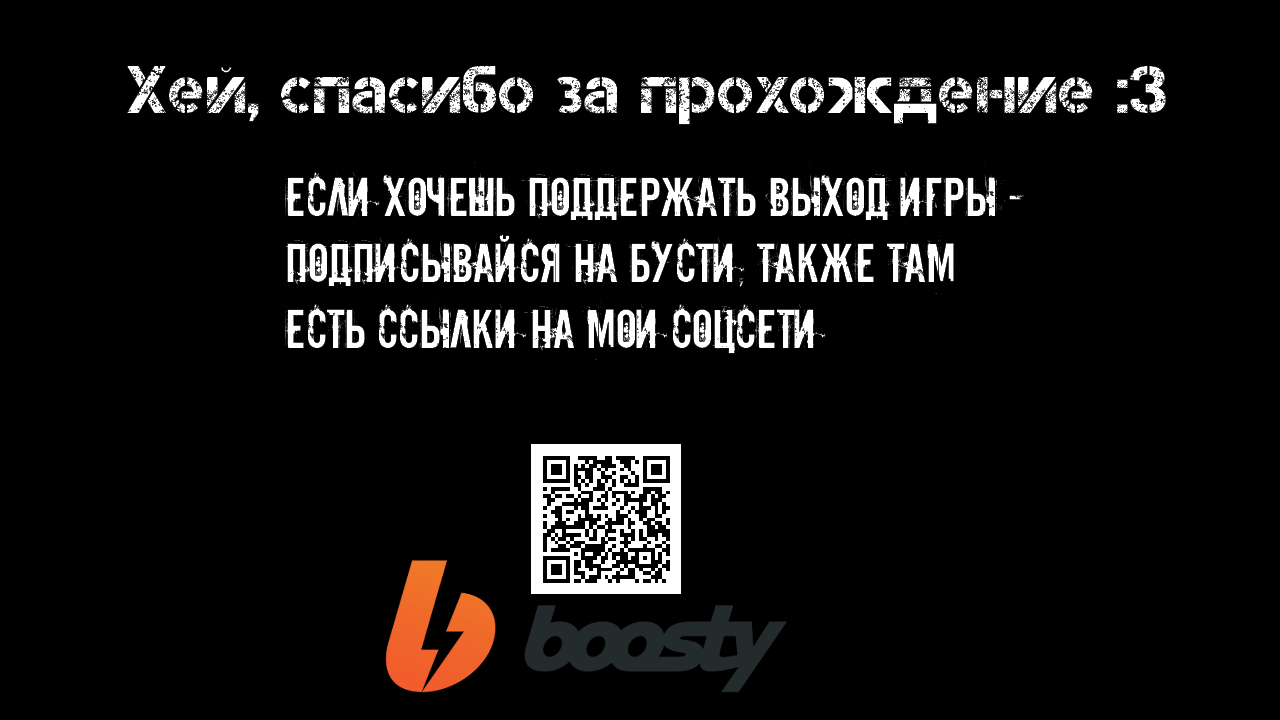 Хей, спасибо за прохождение :3
ЕСЛИ ХОЧЕШЬ ПОДДЕРЖАТЬ ВЫХОД ИГРЫ -
ПОДПИСЫВАЙСЯ НА БУСТИ, ТАКЖЕ ТАМ
ЕСТЬ ССЫЛКИ НА МОИ СОЦСЕТИ
boosty